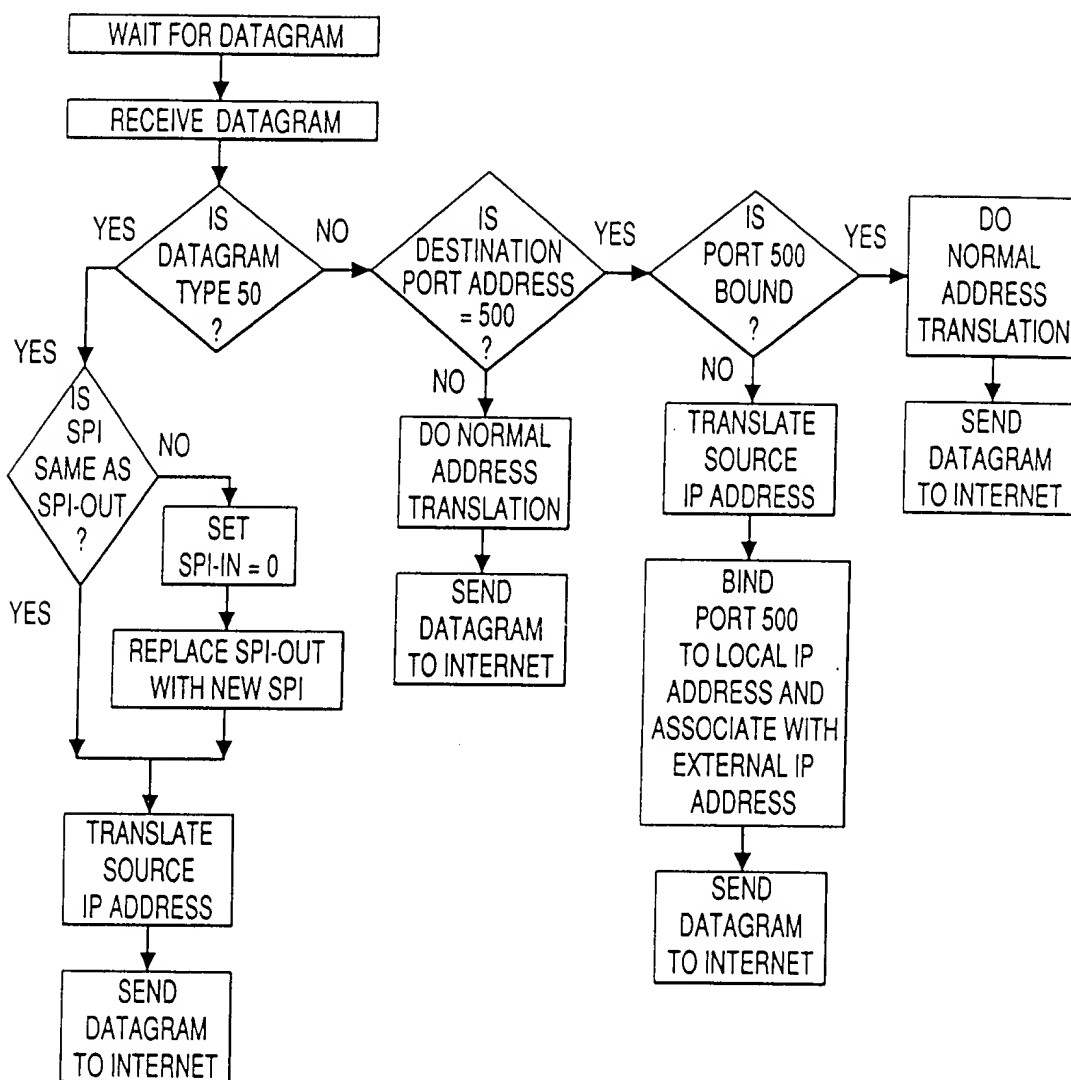 WAIT FOR DATAGRAM
RECEIVE DATAGRAM
YES
IS
DATAGRAM
TYPE 50
?
NO
IS
DESTINATION
PORT ADDRESS
= 500
?
YES
IS
PORT 500
BOUND
?
YES
DO
NORMAL
ADDRESS
TRANSLATION
SEND
DATAGRAM
TO INTERNET
YES
IS
SPI
SAME AS
SPI-OUT
?
NO
SET
SPI-IN = 0
REPLACE SPI-OUT
WITH NEW SPI
YES
TRANSLATE
SOURCE
IP ADDRESS
SEND
DATAGRAM
TO INTERNET
NO
DO NORMAL
ADDRESS
TRANSLATION
SEND
DATAGRAM
TO INTERNET
NO
TRANSLATE
SOURCE
IP ADDRESS
BIND
PORT 500
TO LOCAL IP
ADDRESS AND
ASSOCIATE WITH
EXTERNAL IP
ADDRESS
SEND
DATAGRAM
TO INTERNET